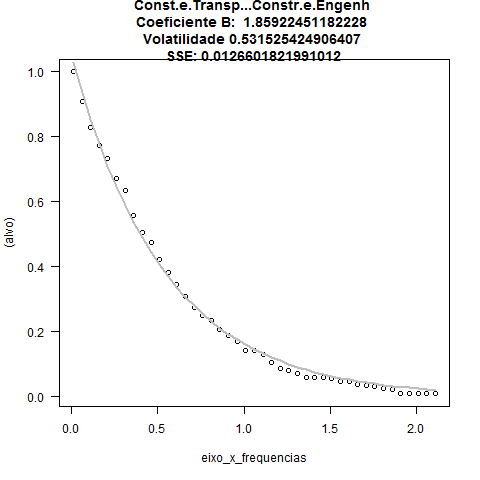 Const.e.Transp...Constr.e.Engenh
Coeficiente B:  1.85922451182228
Volatilidade 0.531525424906407
SSE: 0.0126601821991012
1.0
0.8
0.6
0.4
0.2
0.0
(alvo)
0.0 0.5 1.0 1.5 2.0
eixo_x_frequencias